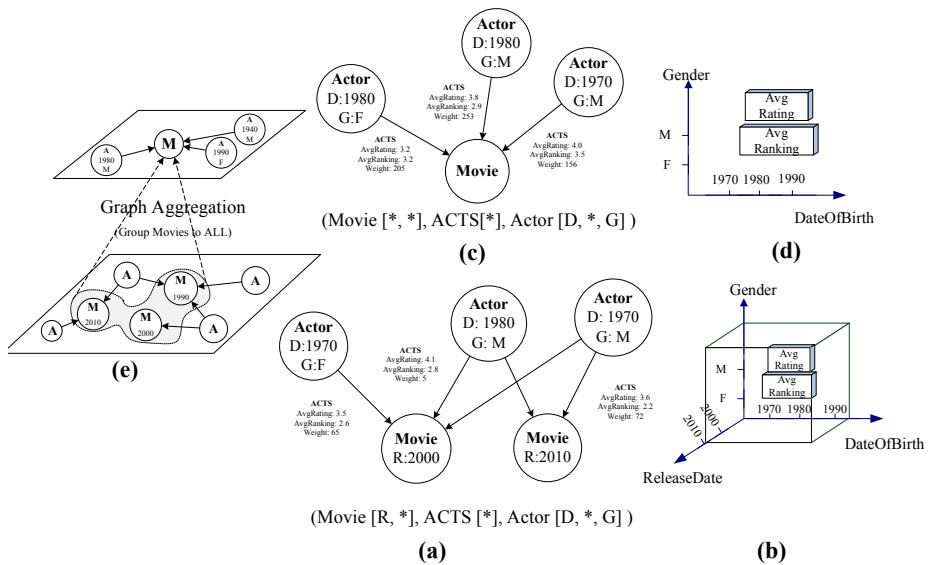 Actor
D:1980
G:F
Actor
D:1980
G:M
Actor
D:1970
G:M
ACTS
AvgRating: 3.2
AvgRanking: 3.2
Weight: 205
ACTS
AvgRating: 3.8
AvgRanking: 2.9
Weight: 253
ACTS
AvgRating: 4.0
AvgRanking: 3.5
Weight: 156
Movie
(Movie [*, *], ACTS[*], Actor [D, *, G] )
(c)
Gender
M
F
Avg
Rating
Avg
Ranking
1970
1980
1990
DateOfBirth
(d)
A
1980
M
M
A
1940
M
A
1990
F
Graph Aggregation
(Group Movies to ALL)
A
A
M
2010
M
1990
M
2000
A
A
(e)
Actor
D:1970
G:F
Actor
D: 1980
G: M
Actor
D: 1970
G: M
ACTS
AvgRating: 3.5
AvgRanking: 2.6
Weight: 65
ACTS
AvgRating: 4.1
AvgRanking: 2.8
Weight: 5
ACTS
AvgRating: 3.6
AvgRanking: 2.2
Weight: 72
Movie
R:2000
Movie
R:2010
(Movie [R, *], ACTS [*], Actor [D, *, G] )
(a)
Gender
M
F
Avg
Rating
Avg
Ranking
1970
1980
1990
2000
2010
DateOfBirth
ReleaseDate
(b)